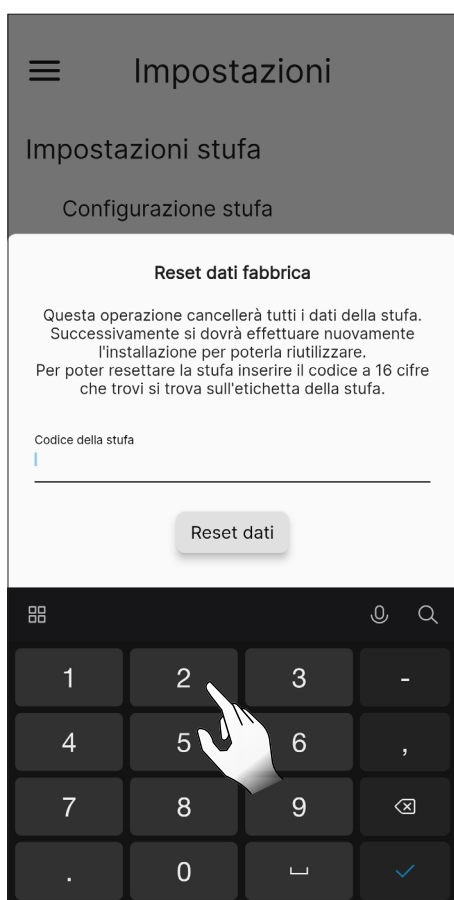 Impostazioni
Impostazioni stufa
Configurazione stufa
Reset dati fabbrica
Questa operazione cancellerà tutti i dati della stufa.
Successivamente si dovrà effettuare nuovamente
l'installazione per poterla riutilizzare.
Per poter resettare la stufa inserire il codice a 16 cifre
che trovi si trova sull'etichetta della stufa.
Codice della stufa
Reset dati
1 2 3 -
4 5 6 ,
7 8 9
. 0